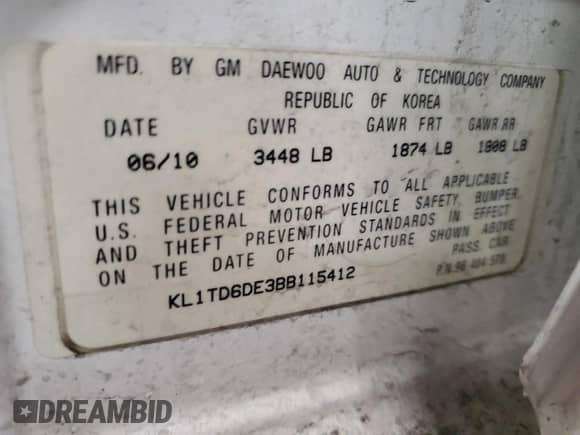 MFD. BY GM DAEWOO AUTO & TECHNOLOGY COMPANY
REPUBLIC OF KOREA
DATE GVWR GAWR FRT GAWR RR
06/10 3448 LB 1874 LB 1808 LB
THIS VEHICLE CONFORMS TO ALL APPLICABLE
U.S. FEDERAL MOTOR VEHICLE SAFETY, BUMPER,
AND THEFT PREVENTION STANDARDS IN EFFECT
ON THE DATE OF MANUFACTURE SHOWN ABOVE
PASS. CAR
KL1TD6DE3BB115412
P/N 96 404
DREAMBID